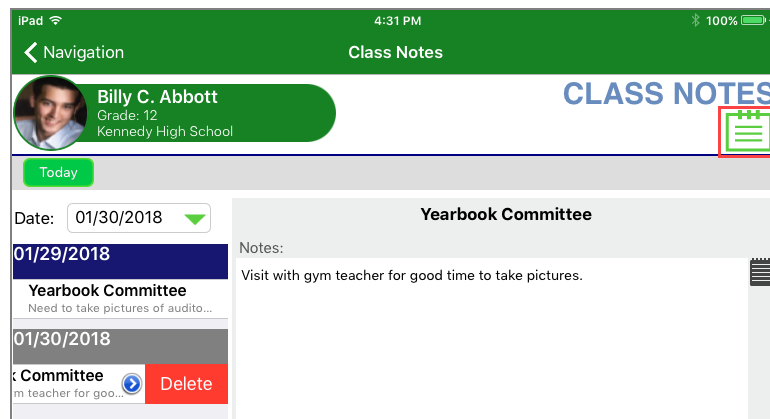 iPad 4:31 PM 100%
Navigation Class Notes
Billy C. Abbott
Grade: 12
Kennedy High School
CLASS NOTES
Today
Date: 01/30/2018
01/29/2018
Yearbook Committee
Need to take pictures of audito...
01/30/2018
k Committee
m teacher for goo...
Delete
Yearbook Committee
Notes:
Visit with gym teacher for good time to take pictures.